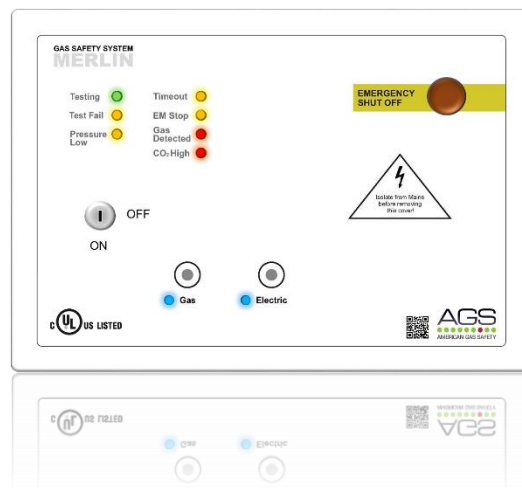 GAS SAFETY SYSTEM
MERLIN
Testing
Test Fail
Pressure
Low
Timeout
EM Stop
Gas
Detected
CO₂ High
EMERGENCY
SHUT OFF
Isolate from Mains
before removing
this cover!
OFF
ON
Gas
Electric
C UL US LISTED
AGS
AMERICAN GAS SAFETY